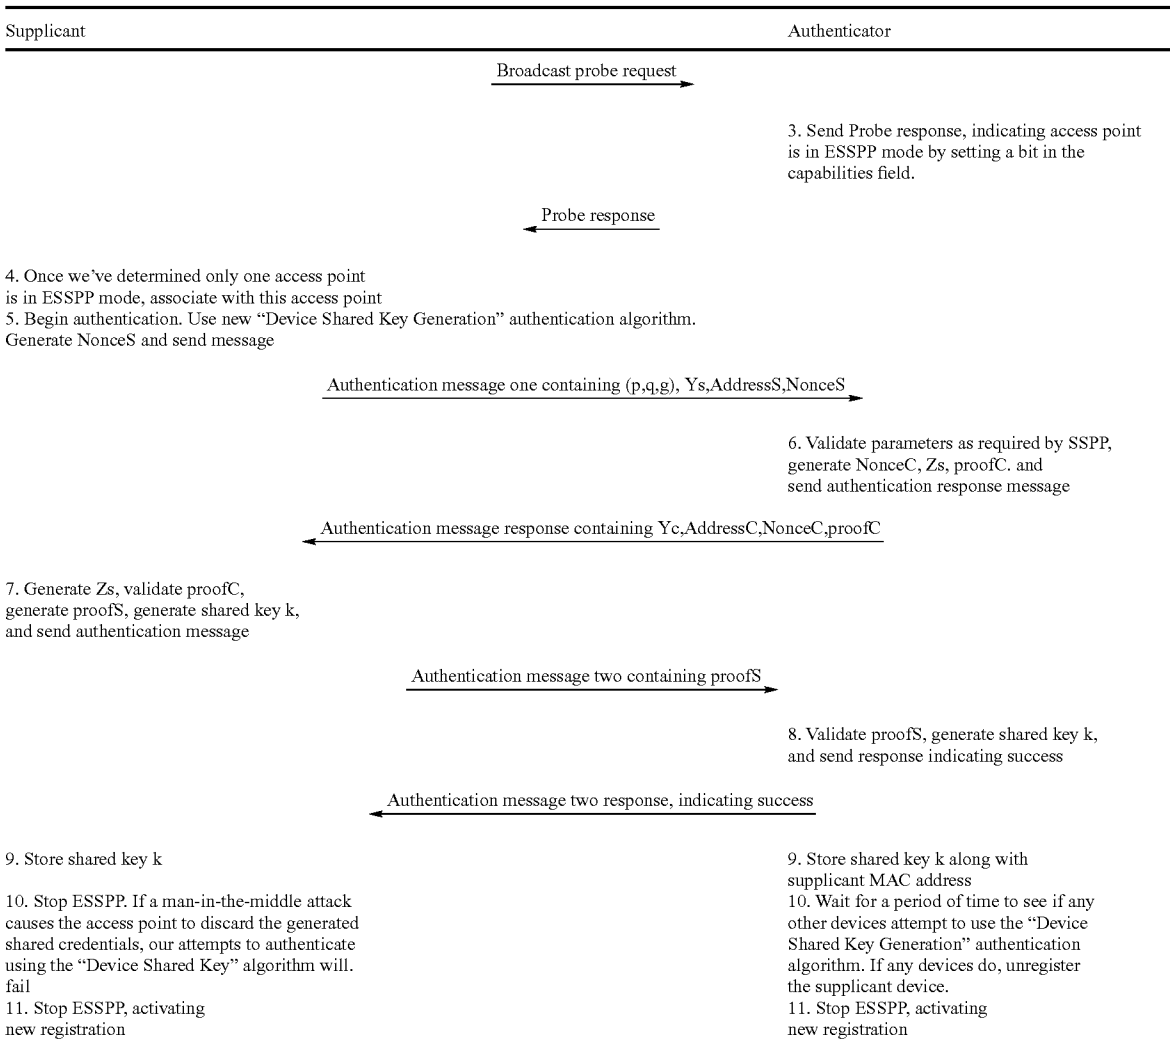 Supplicant
Authenticator
Broadcast probe request
3. Send Probe response, indicating access point
is in ESSPP mode by setting a bit in the
capabilities field.
Probe response
4. Once we’ve determined only one access point
is in ESSPP mode, associate with this access point
5. Begin authentication. Use new “Device Shared Key Generation” authentication algorithm.
Generate NonceS and send message
Authentication message one containing (p,q,g), Ys,AddressS,NonceS
6. Validate parameters as required by SSPP,
generate NonceC, Zs, proofC. and
send authentication response message
Authentication message response containing Yc,AddressC,NonceC,proofC
7. Generate Zs, validate proofC,
generate proofS, generate shared key k,
and send authentication message
Authentication message two containing proofS
8. Validate proofS, generate shared key k,
and send response indicating success
Authentication message two response, indicating success
9. Store shared key k
10. Stop ESSPP. If a man-in-the-middle attack
causes the access point to discard the generated
shared credentials, our attempts to authenticate
using the “Device Shared Key” algorithm will.
fail
11. Stop ESSPP, activating
new registration
9. Store shared key k along with
supplicant MAC address
10. Wait for a period of time to see if any
other devices attempt to use the “Device
Shared Key Generation” authentication
algorithm. If any devices do, unregister
the supplicant device.
11. Stop ESSPP, activating
new registration